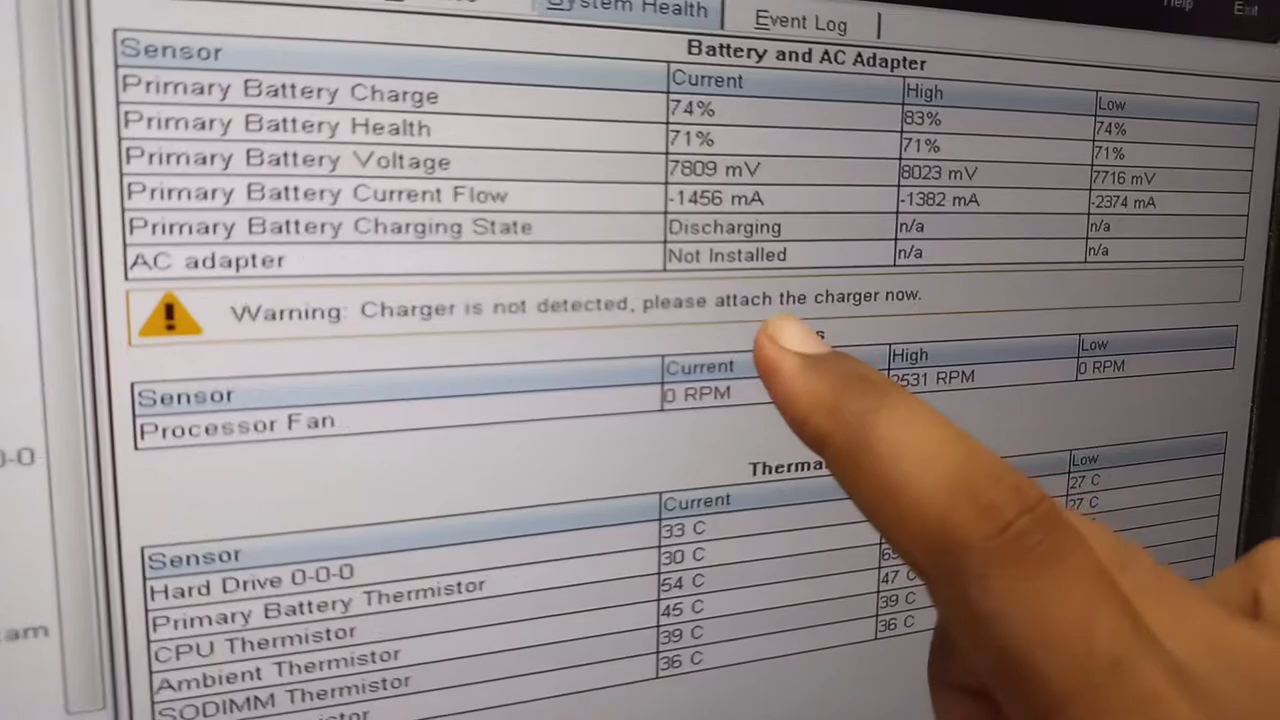 System Health Event Log Help Exit
Battery and AC Adapter
Sensor Current High Low
Primary Battery Charge 74% 83% 74%
Primary Battery Health 71% 71% 71%
Primary Battery Voltage 7809 mV 8023 mV 7716 mV
Primary Battery Current Flow -1456 mA -1382 mA -2374 mA
Primary Battery Charging State Discharging n/a n/a
AC adapter Not Installed n/a n/a
Warning: Charger is not detected, please attach the charger now.
Sensor Current High Low
Processor Fan 0 RPM 2531 RPM 0 RPM
0-0
Sensor Current Low
Hard Drive 0-0-0 33 C 27 C
Primary Battery Thermistor 30 C 27 C
CPU Thermistor 54 C
Ambient Thermistor 45 C 47 C
SODIMM Thermistor 39 C 39 C
36 C 36 C